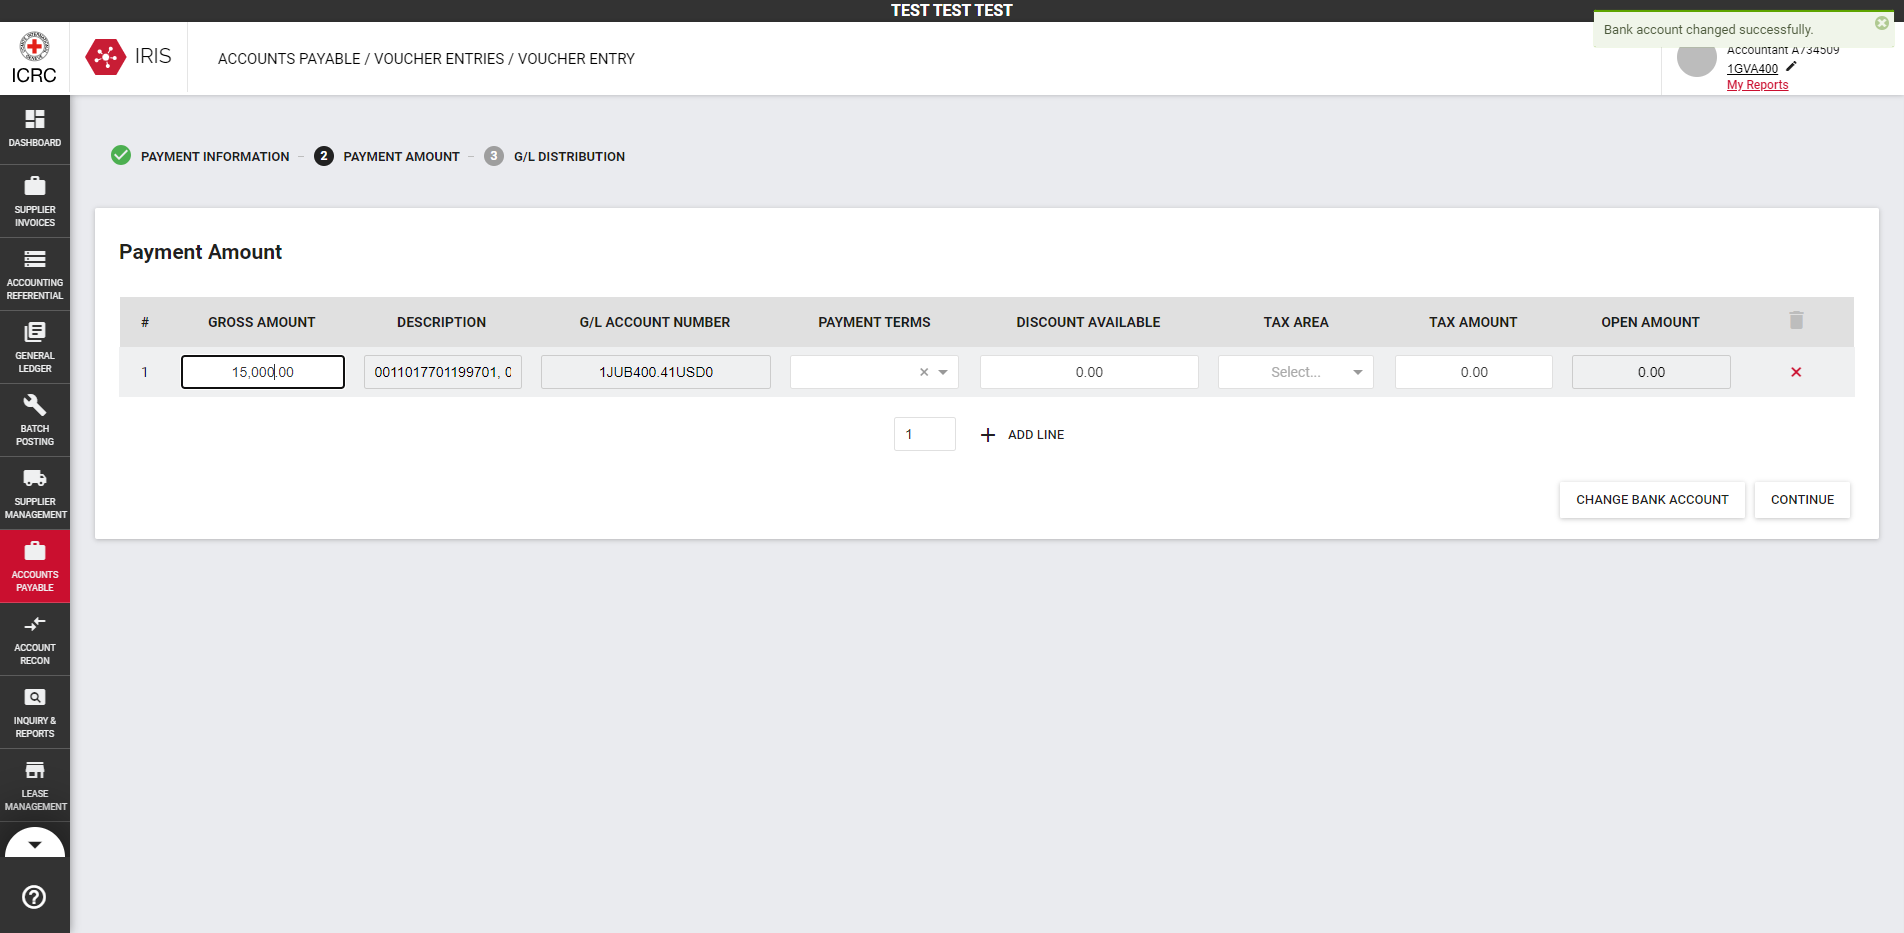 TEST TEST TEST
Bank account changed successfully.
ICRC
IRIS
ACCOUNTS PAYABLE / VOUCHER ENTRIES / VOUCHER ENTRY
Accountant A734509
1GVA400
My Reports
DASHBOARD
SUPPLIER
INVOICES
ACCOUNTING
REFERENTIAL
GENERAL
LEDGER
BATCH
POSTING
SUPPLIER
MANAGEMENT
ACCOUNTS
PAYABLE
ACCOUNT
RECON
INQUIRY &
REPORTS
LEASE
MANAGEMENT
PAYMENT INFORMATION – 2 PAYMENT AMOUNT – 3 G/L DISTRIBUTION
Payment Amount
# GROSS AMOUNT DESCRIPTION G/L ACCOUNT NUMBER PAYMENT TERMS DISCOUNT AVAILABLE TAX AREA TAX AMOUNT OPEN AMOUNT
1 15,000.00 0011017701199701, 0 1JUB400.41USD0 0.00 Select... 0.00 0.00
1 ADD LINE
CHANGE BANK ACCOUNT CONTINUE